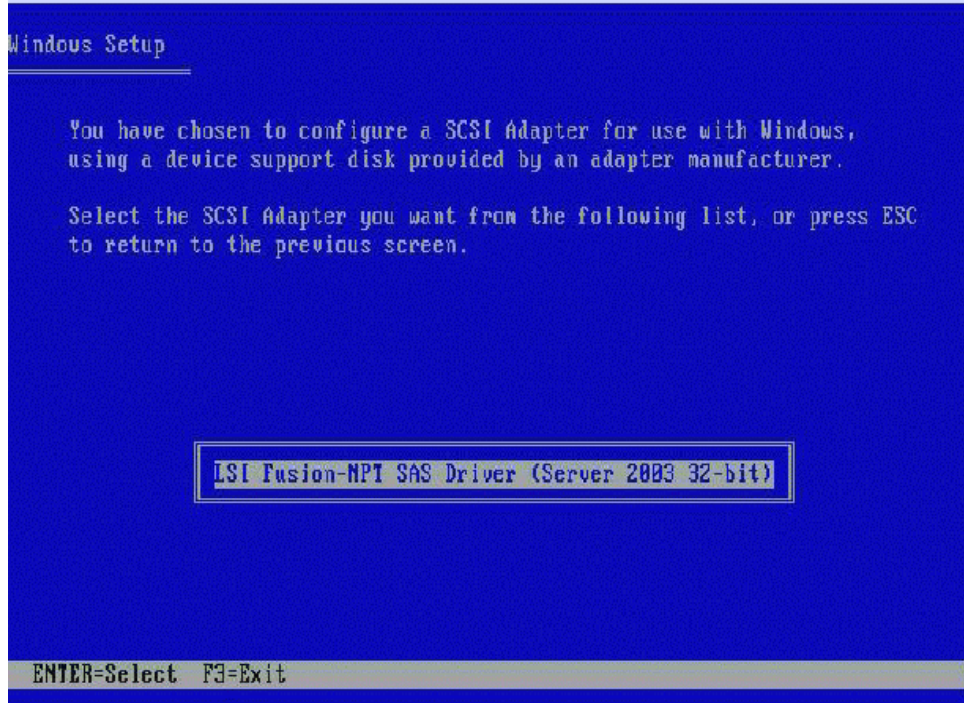 Windows Setup
You have chosen to configure a SCSI Adapter for use with Windows,
using a device support disk provided by an adapter manufacturer.
Select the SCSI Adapter you want from the following list, or press ESC
to return to the previous screen.
LSI Fusion-MPT SAS Driver (Server 2003 32-bit)
ENTER=Select F3=Exit